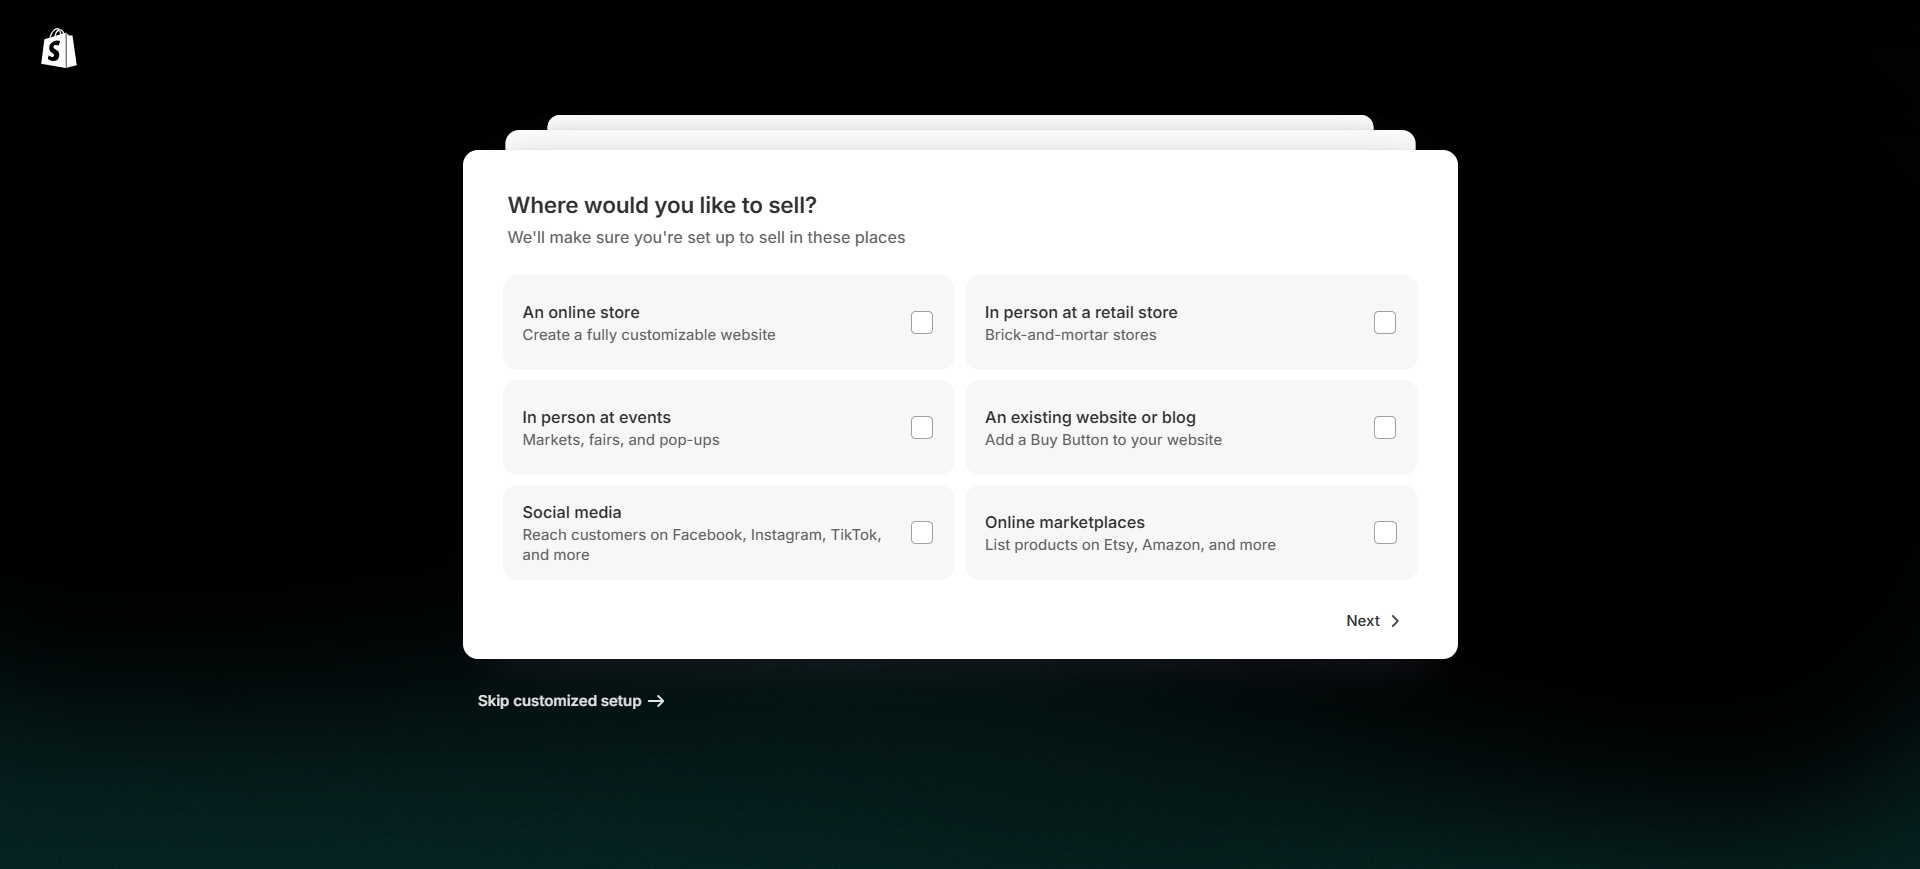 Where would you like to sell?
We'll make sure you're set up to sell in these places
An online store
Create a fully customizable website
In person at a retail store
Brick-and-mortar stores
In person at events
Markets, fairs, and pop-ups
An existing website or blog
Add a Buy Button to your website
Social media
Reach customers on Facebook, Instagram, TikTok,
and more
Online marketplaces
List products on Etsy, Amazon, and more
Next
Skip customized setup